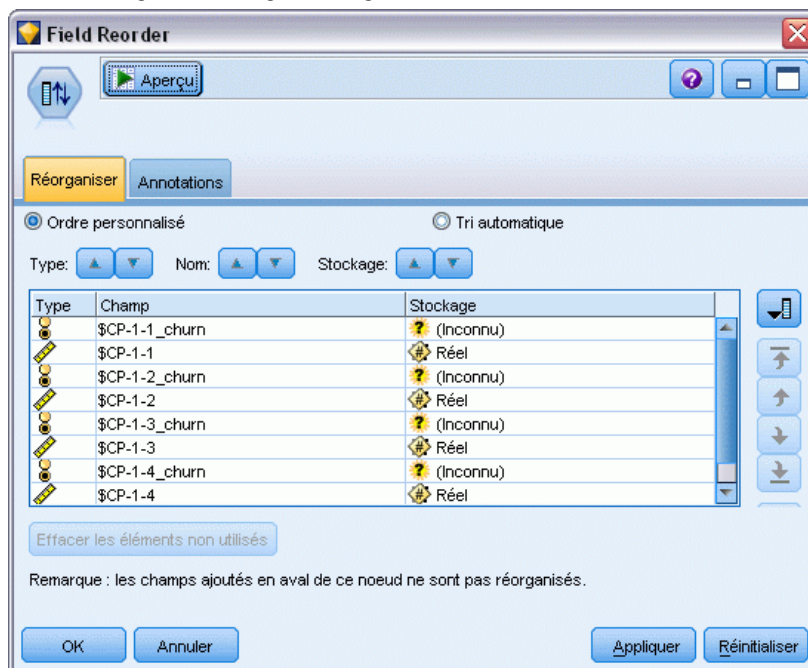 Field Reorder
Aperçu
Réorganiser Annotations
Ordre personnalisé Tri automatique
Type: Nom: Stockage:
Type Champ Stockage
$CP-1-1_churn (Inconnu)
$CP-1-1 Réel
$CP-1-2_churn (Inconnu)
$CP-1-2 Réel
$CP-1-3_churn (Inconnu)
$CP-1-3 Réel
$CP-1-4_churn (Inconnu)
$CP-1-4 Réel
Effacer les éléments non utilisés
Remarque : les champs ajoutés en aval de ce noeud ne sont pas réorganisés.
OK Annuler Appliquer Réinitialiser